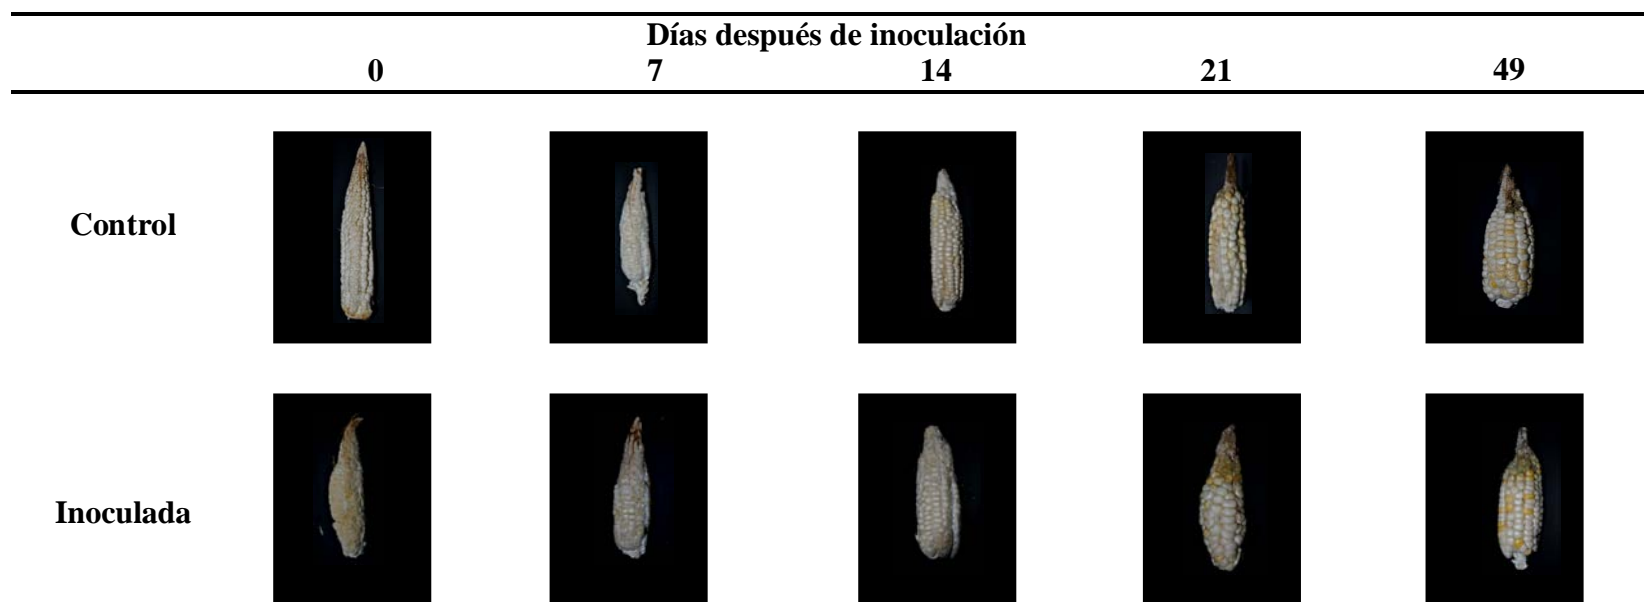 Días después de inoculación
0 7 14 21 49
Control
Inoculada